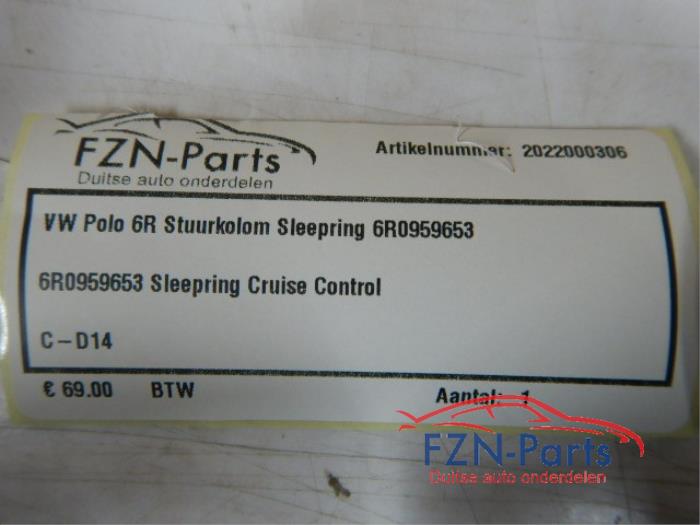 FZN-Parts
Duitse auto onderdelen
Artikelnummer: 2022000306
VW Polo 6R Stuurkolom Sleepring 6R0959653
6R0959653 Sleepring Cruise Control
C-D14
€ 69.00 BTW Aantal: 1
FZN-Parts
Duitse auto onderdelen